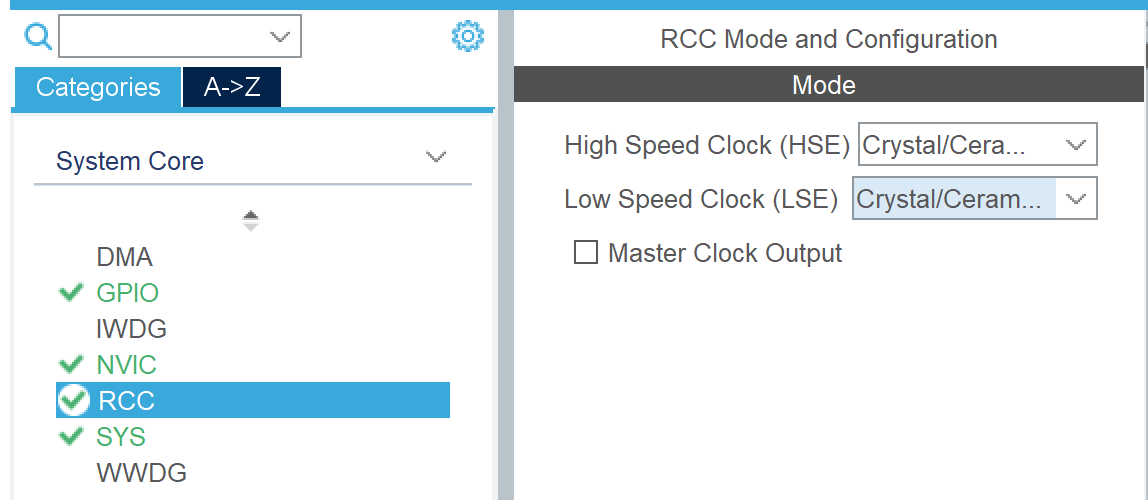 Categories
A->Z
System Core
DMA
GPIO
IWDG
NVIC
RCC
SYS
WWDG
RCC Mode and Configuration
Mode
High Speed Clock (HSE) Crystal/Cera...
Low Speed Clock (LSE) Crystal/Ceram...
Master Clock Output